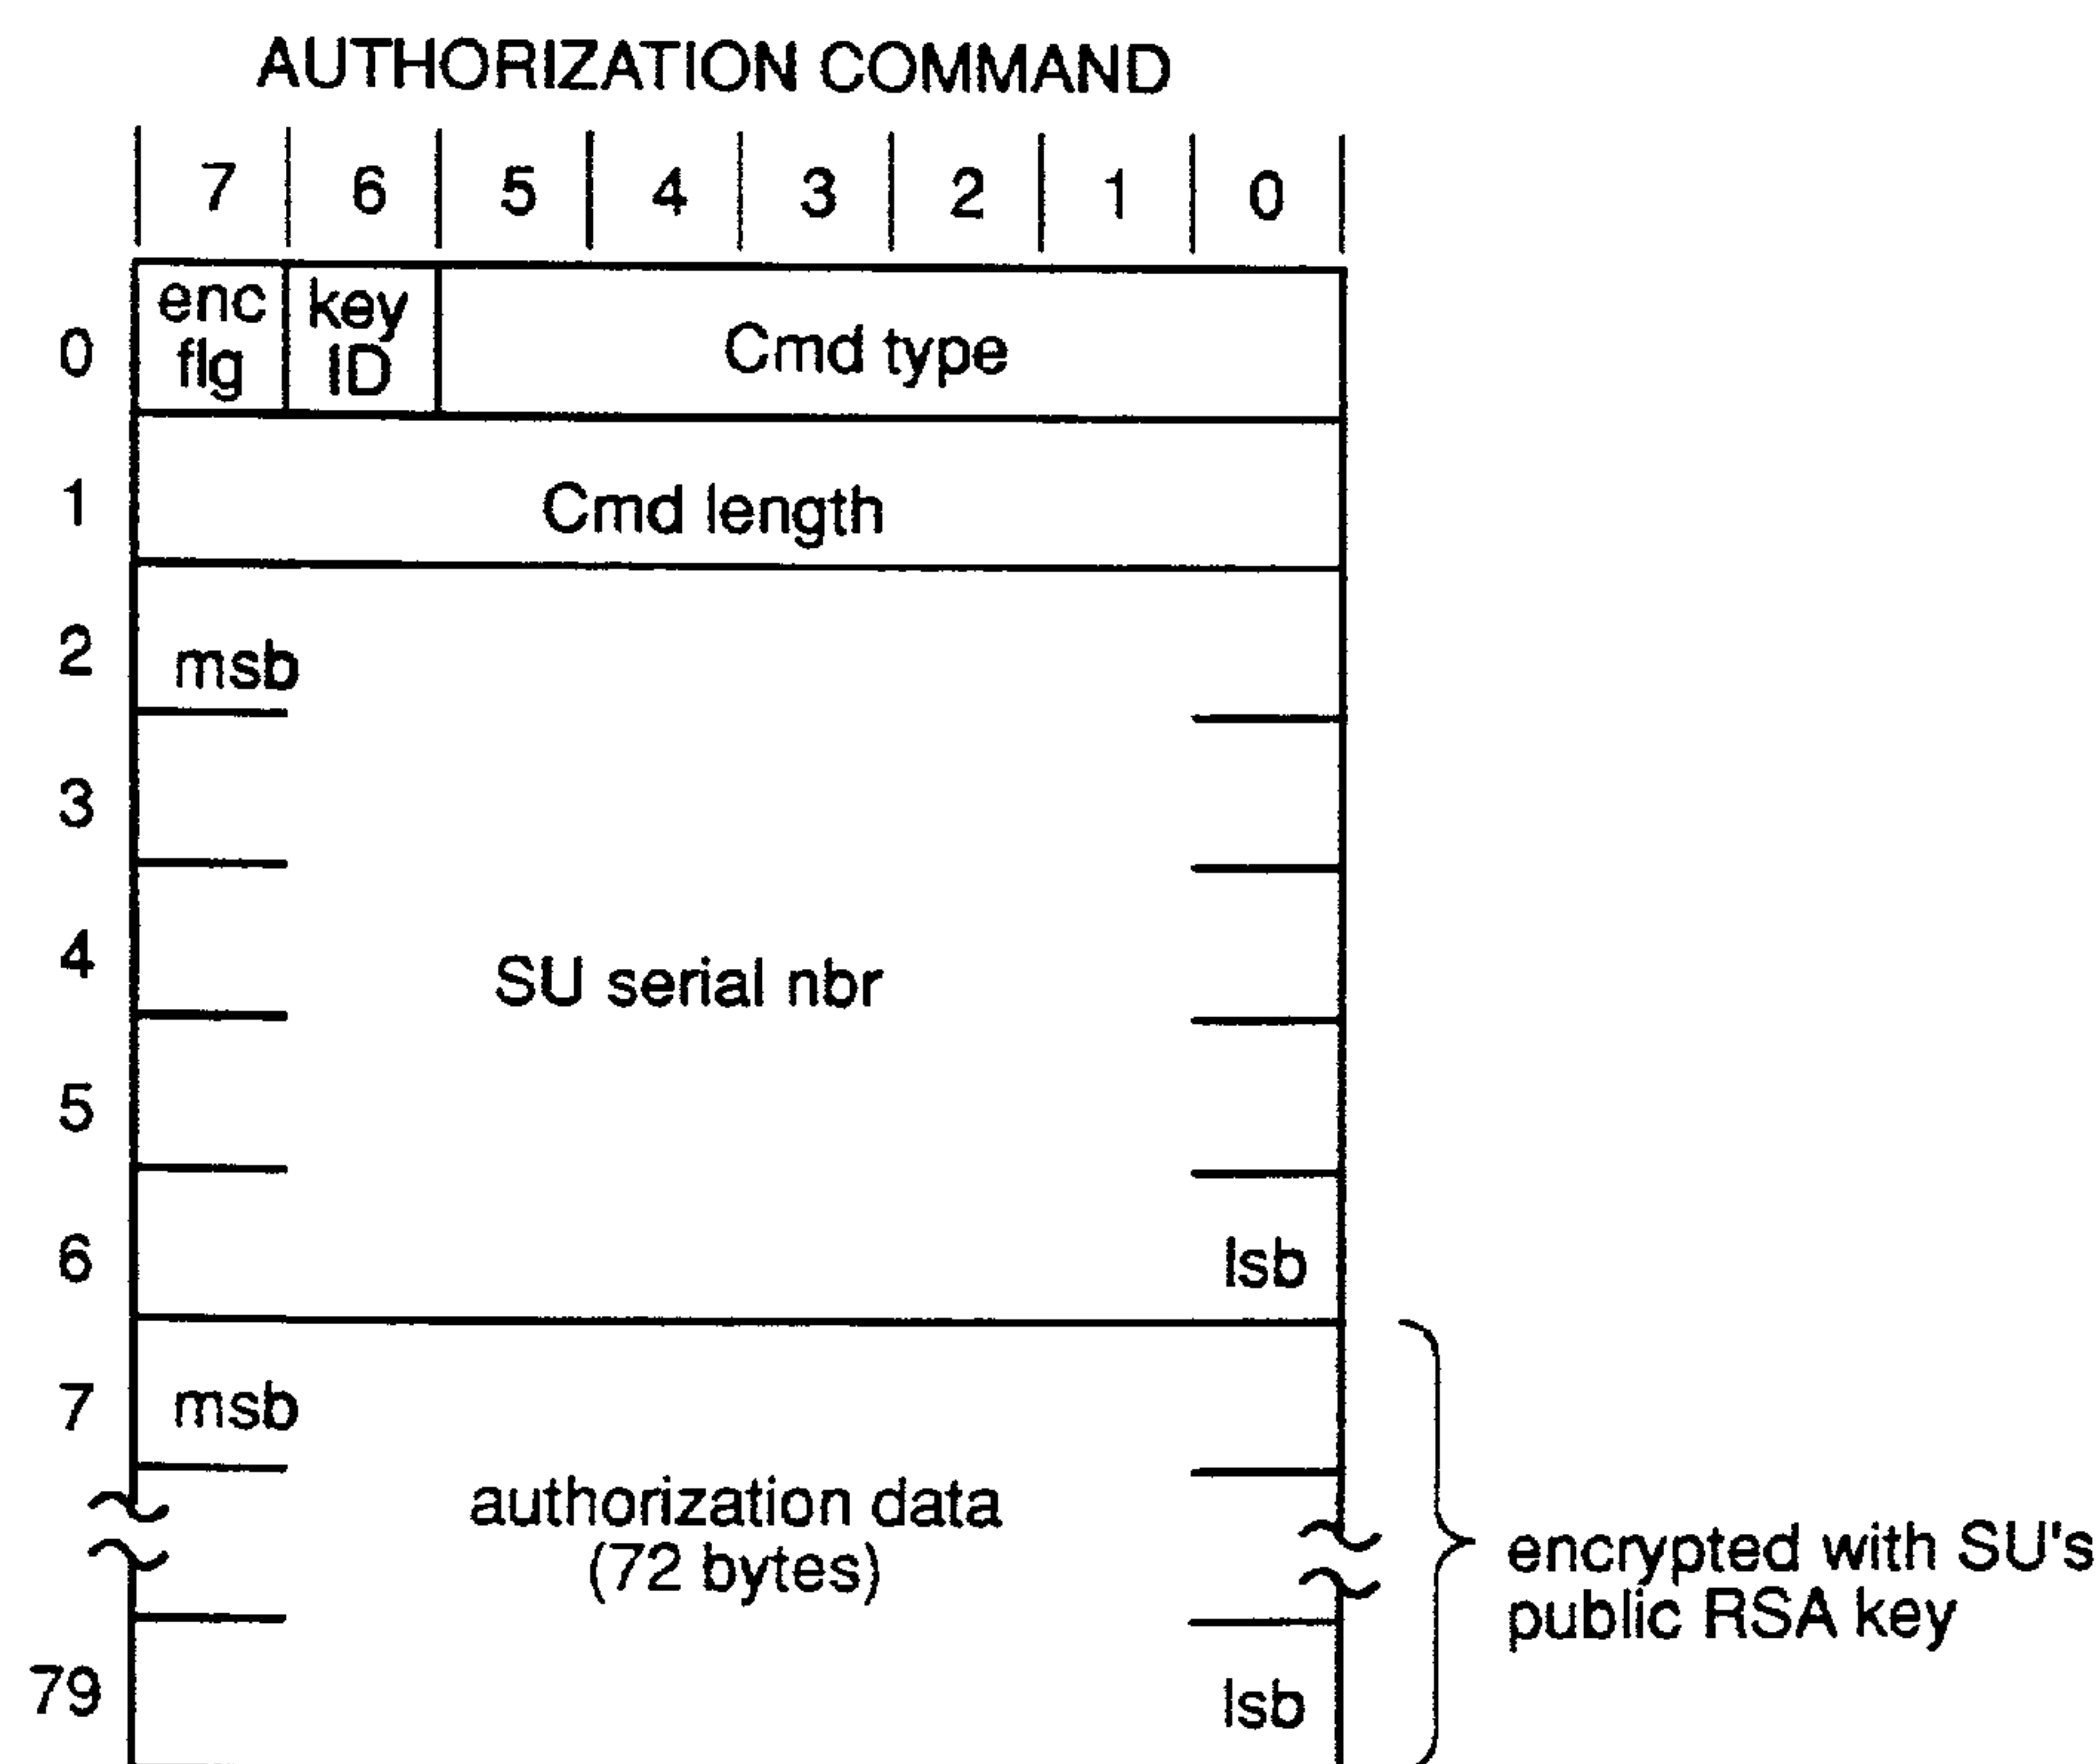 AUTHORIZATION COMMAND
7 6 5 4 3 2 1 0
0 enc flg key ID Cmd type
1 Cmd length
2 msb
3
4 SU serial nbr
5
6 lsb
7 msb
authorization data
(72 bytes)
encrypted with SU's
public RSA key
79 lsb